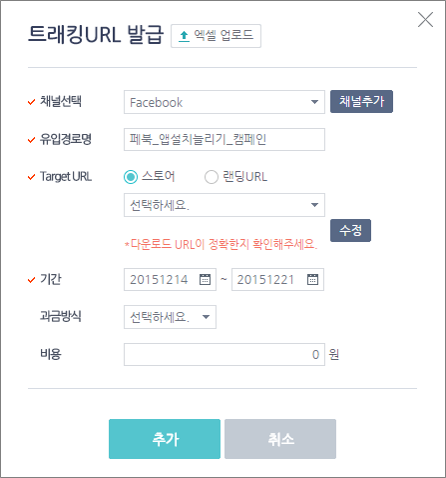 트래킹URL 발급 엑셀 업로드
채널선택 Facebook 채널추가
유입경로명 페북_앱설치늘리기_캠페인
Target URL 스토어 랜딩URL
선택하세요.
수정
*다운로드 URL이 정확한지 확인해주세요.
기간 20151214 ~ 20151221
과금방식 선택하세요.
비용 0 원
추가 취소